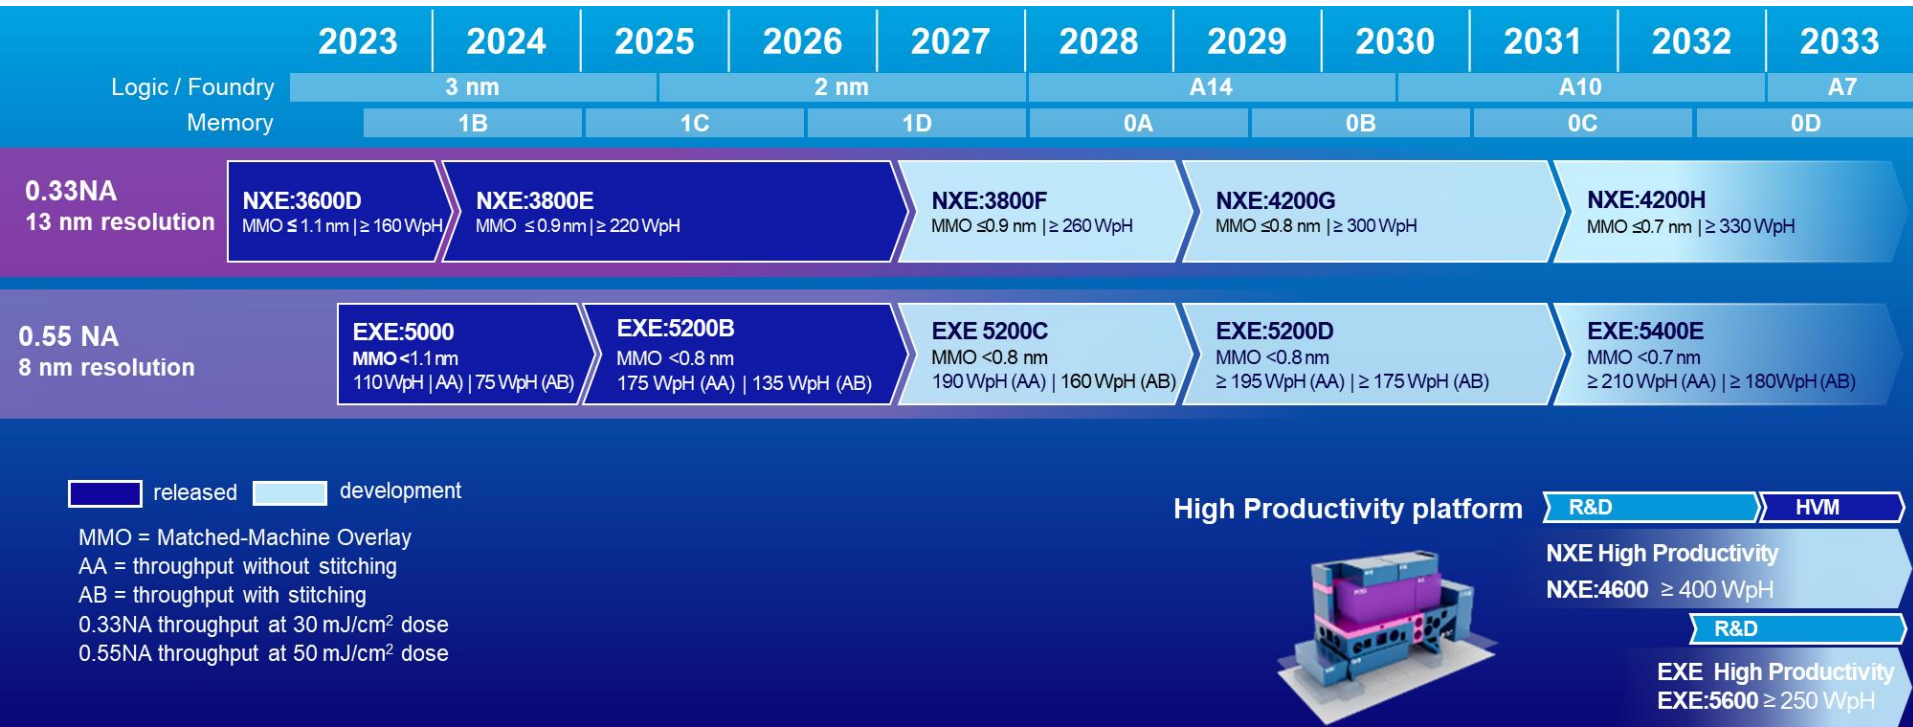 2023 2024 2025 2026 2027 2028 2029 2030 2031 2032 2033
Logic / Foundry 3 nm 2 nm A14 A10 A7
Memory 1B 1C 1D 0A 0B 0C 0D
0.33NA
13 nm resolution
NXE:3600D
MMO ≤ 1.1 nm | ≥ 160 WpH
NXE:3800E
MMO ≤ 0.9 nm | ≥ 220 WpH
NXE:3800F
MMO ≤0.9 nm | ≥ 260 WpH
NXE:4200G
MMO ≤0.8 nm | ≥ 300 WpH
NXE:4200H
MMO ≤0.7 nm | ≥ 330 WpH
0.55 NA
8 nm resolution
EXE:5000
MMO <1.1 nm
110 WpH | AA) | 75 WpH (AB)
EXE:5200B
MMO <0.8 nm
175 WpH (AA) | 135 WpH (AB)
EXE 5200C
MMO <0.8 nm
190 WpH (AA) | 160 WpH (AB)
EXE:5200D
MMO <0.8 nm
≥ 195 WpH (AA) | ≥ 175 WpH (AB)
EXE:5400E
MMO <0.7 nm
≥ 210 WpH (AA) | ≥ 180WpH (AB)
released development
MMO = Matched-Machine Overlay
AA = throughput without stitching
AB = throughput with stitching
0.33NA throughput at 30 mJ/cm² dose
0.55NA throughput at 50 mJ/cm² dose
High Productivity platform
R&D HVM
NXE High Productivity
NXE:4600 ≥ 400 WpH
R&D
EXE High Productivity
EXE:5600 ≥ 250 WpH